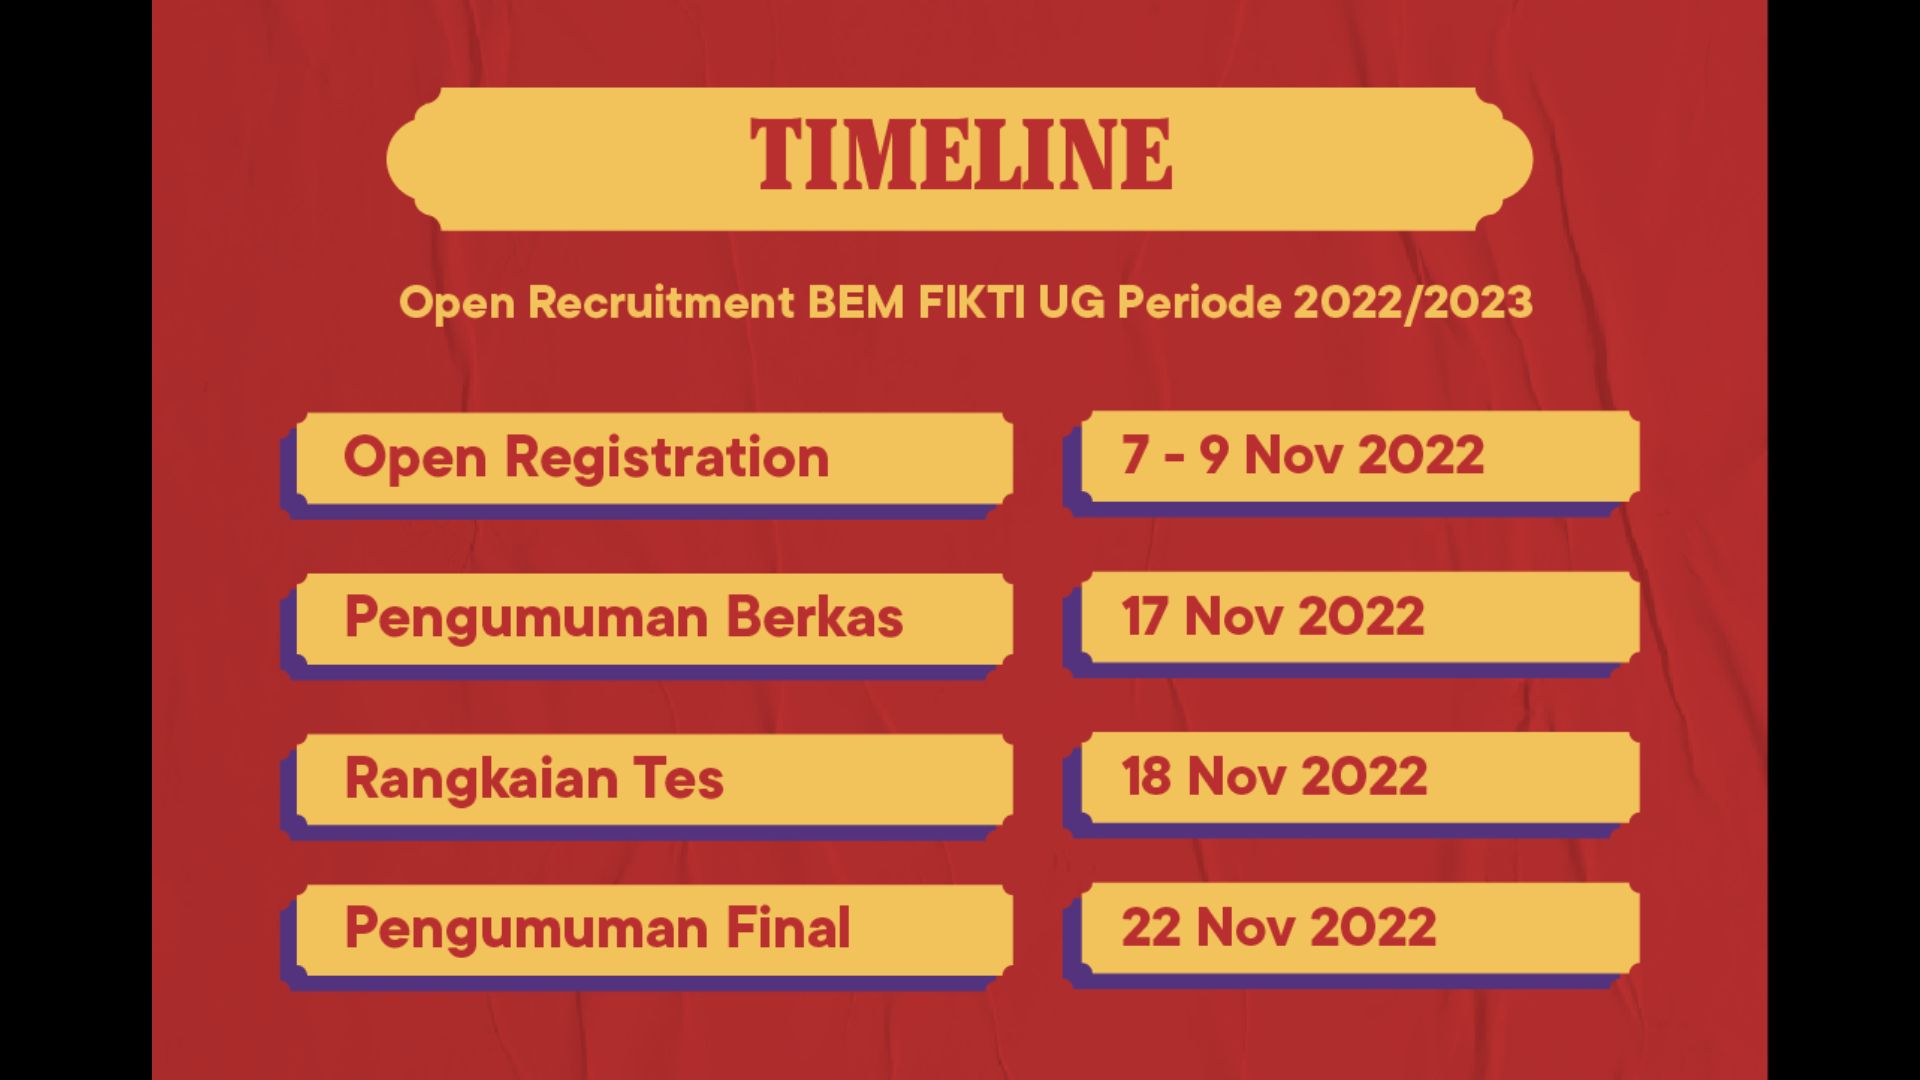 TIMELINE
Open Recruitment BEM FIKTI UG Periode 2022/2023
Open Registration
7 - 9 Nov 2022
Pengumuman Berkas
17 Nov 2022
Rangkaian Tes
18 Nov 2022
Pengumuman Final
22 Nov 2022